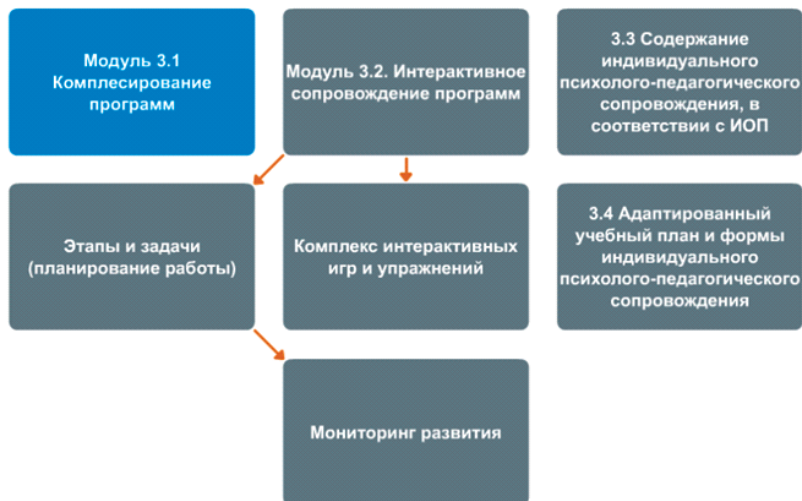 Модуль 3.1
Комплесирование
программ
Модуль 3.2. Интерактивное
сопровождение программ
3.3 Содержание
индивидуального
психолого-педагогического
сопровождения, в
соответствии с ИОП
Этапы и задачи
(планирование работы)
Комплекс интерактивных
игр и упражнений
3.4 Адаптированный
учебный план и формы
индивидуального
психолого-педагогического
сопровождения
Мониторинг развития